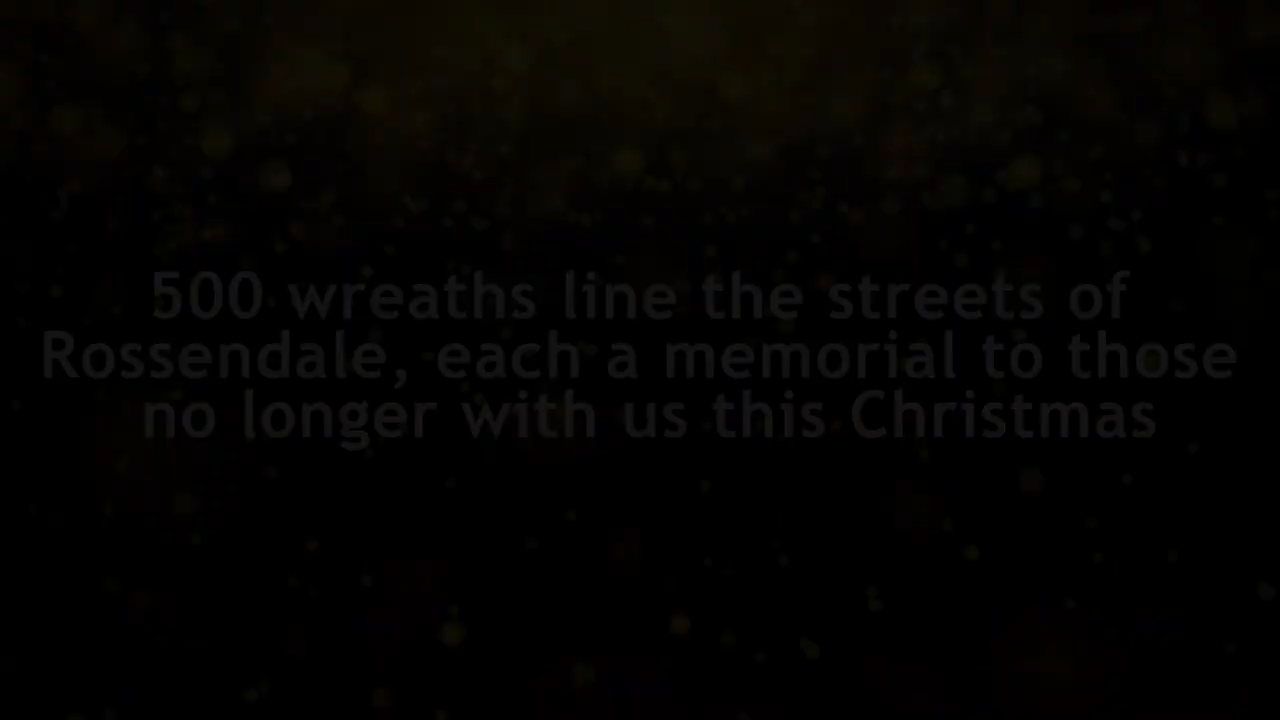 500 wreaths line the streets of
Rossendale, each a memorial to those
no longer with us this Christmas